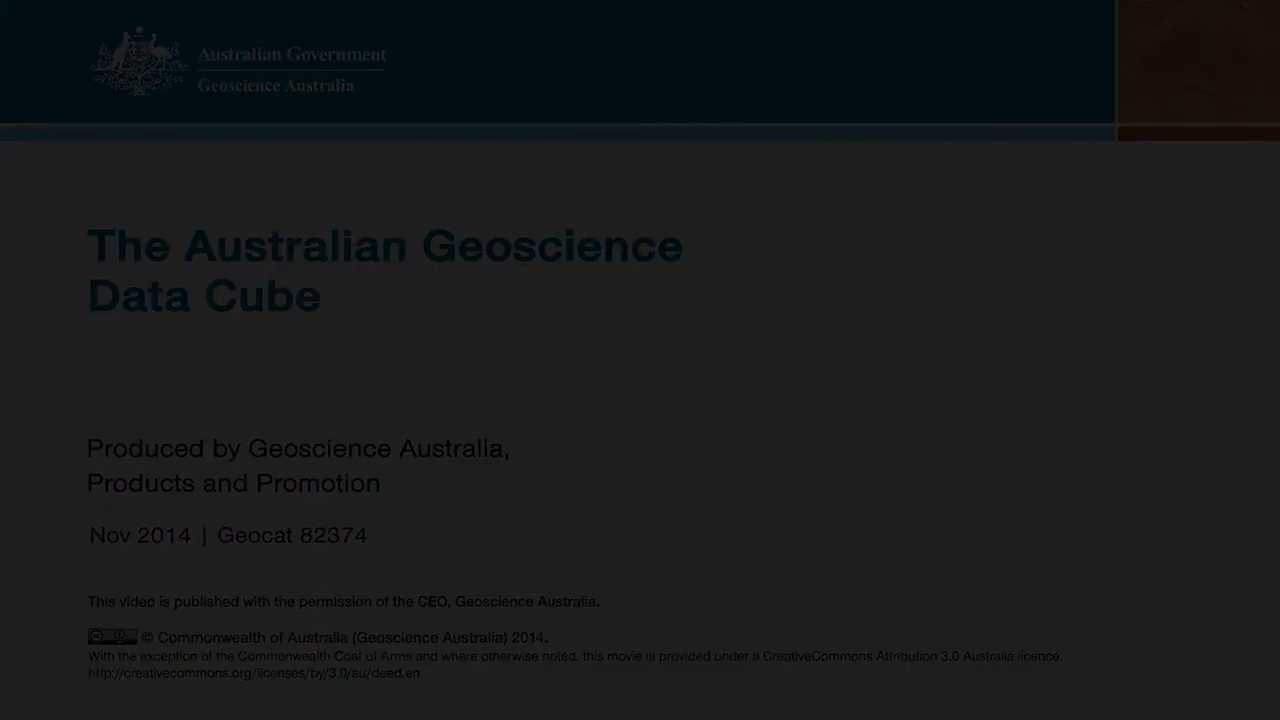 Australian Government
Geoscience Australia
The Australian Geoscience
Data Cube
Produced by Geoscience Australia,
Products and Promotion
Nov 2014 | Geocat 82374
This video is published with the permission of the CEO, Geoscience Australia.
© Commonwealth of Australia (Geoscience Australia) 2014.
With the exception of the Commonwealth Coat of Arms and where otherwise noted, this movie is provided under a CreativeCommons Attribution 3.0 Australia licence.
http://creativecommons.org/licenses/by/3.0/au/deed.en